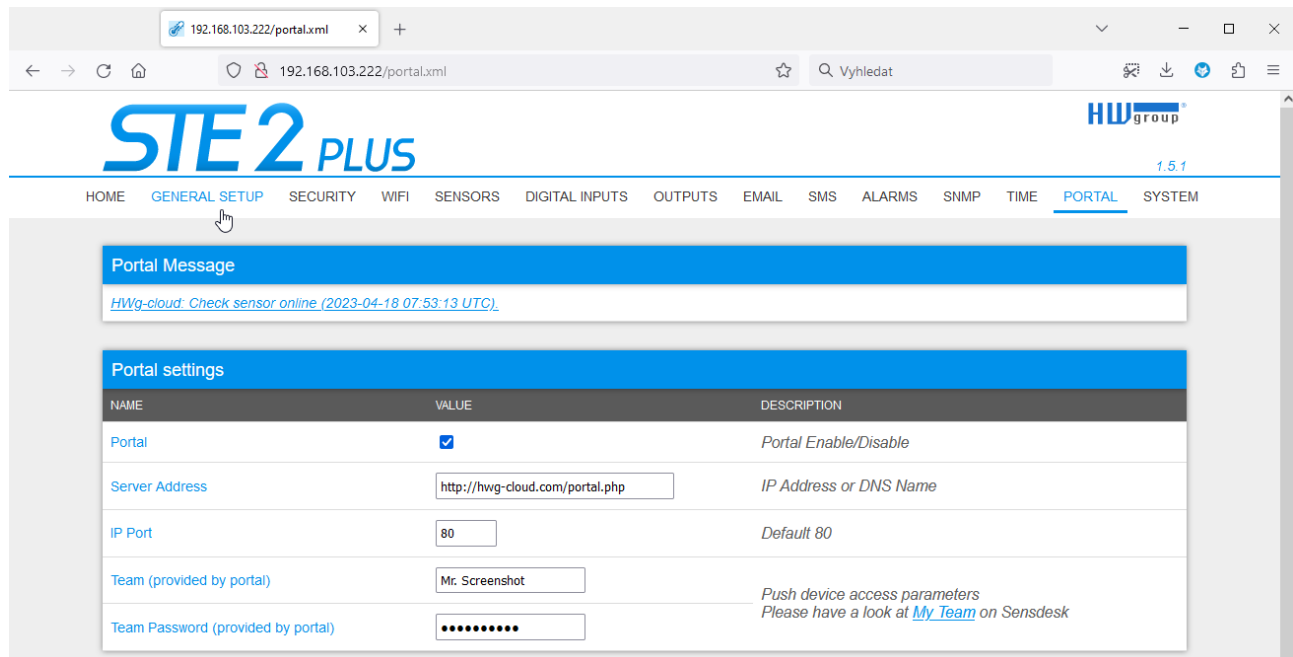 192.168.103.222/portal.xml
192.168.103.222/portal.xml
Vyhledat
STE2 PLUS
HWgroup
1.5.1
HOME GENERAL SETUP SECURITY WIFI SENSORS DIGITAL INPUTS OUTPUTS EMAIL SMS ALARMS SNMP TIME PORTAL SYSTEM
Portal Message
HWg-cloud: Check sensor online (2023-04-18 07:53:13 UTC).
Portal settings
NAME VALUE DESCRIPTION
Portal Portal Enable/Disable
Server Address http://hwg-cloud.com/portal.php IP Address or DNS Name
IP Port 80 Default 80
Team (provided by portal) Mr. Screenshot
Push device access parameters
Please have a look at My Team on Sensdesk
Team Password (provided by portal) ●●●●●●●●●●